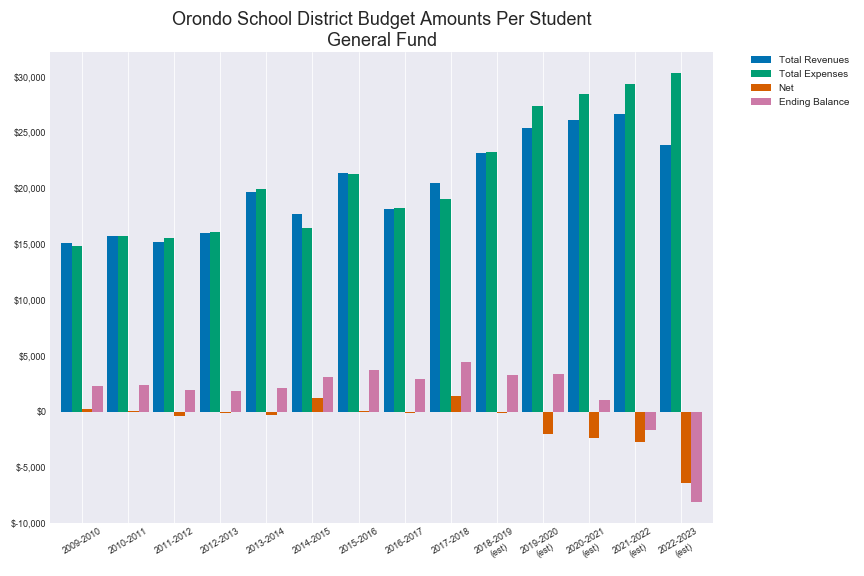 Orondo School District Budget Amounts Per Student
General Fund
Total Revenues
Total Expenses
Net
Ending Balance
$30,000
$25,000
$20,000
$15,000
$10,000
$5,000
$0
$-5,000
$-10,000
2009-2010
2010-2011
2011-2012
2012-2013
2013-2014
2014-2015
2015-2016
2016-2017
2017-2018
2018-2019
(est)
2019-2020
(est)
2020-2021
(est)
2021-2022
(est)
2022-2023
(est)